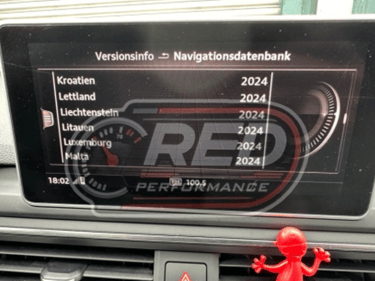 Versionsinfo Navigationsdatenbank
Kroatien 2024
Lettland 2024
Liechtenstein 2024
Litauen 2024
Luxemburg 2024
Malta 2024
RED
PERFORMANCE
18:02 100.5